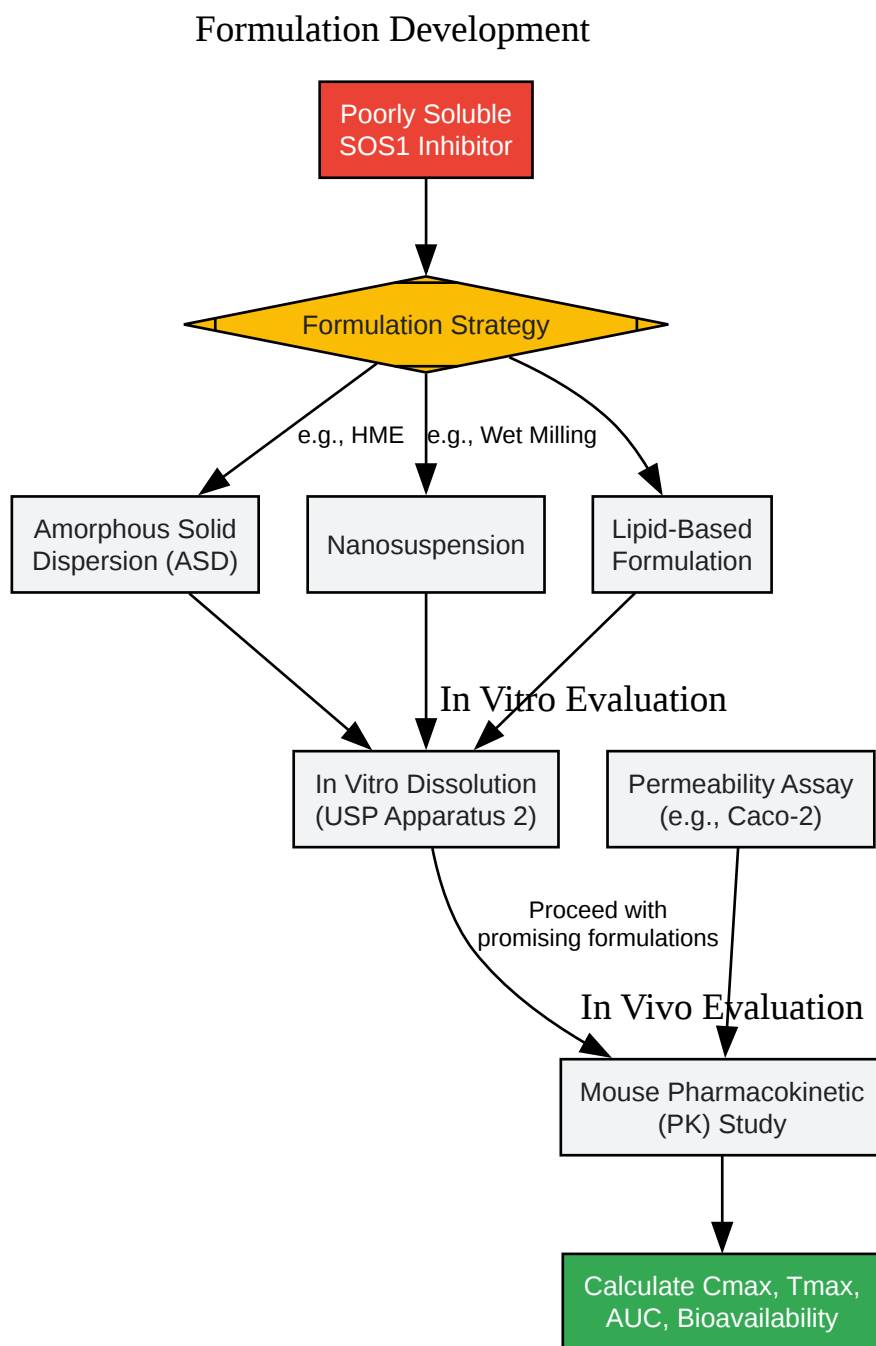 Formulation Development
Poorly Soluble
SOS1 Inhibitor
Formulation Strategy
e.g., HME
e.g., Wet Milling
Amorphous Solid
Dispersion (ASD)
Nanosuspension
Lipid-Based
Formulation
In Vitro Evaluation
In Vitro Dissolution
(USP Apparatus 2)
Permeability Assay
(e.g., Caco-2)
Proceed with
promising formulations
In Vivo Evaluation
Mouse Pharmacokinetic
(PK) Study
Calculate Cmax, Tmax,
AUC, Bioavailability